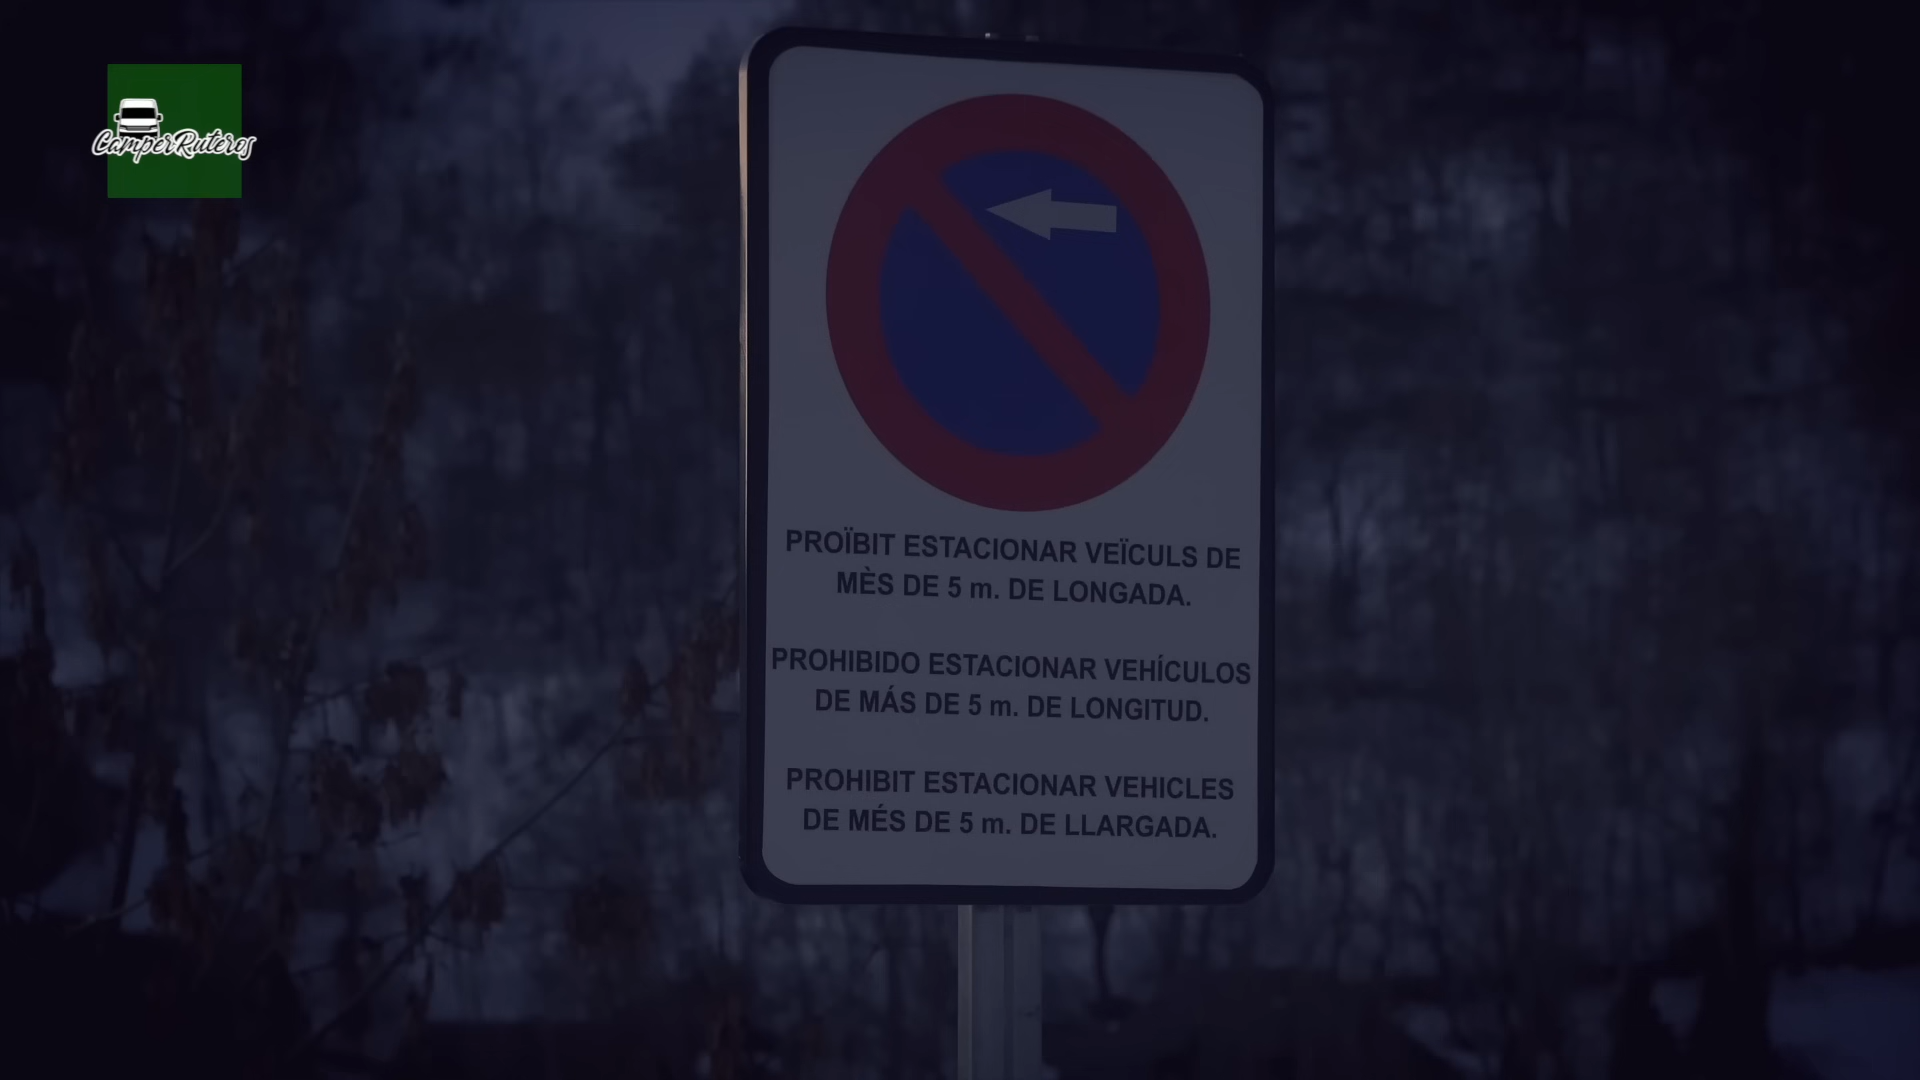 CamperRuteros
PROÏBIT ESTACIONAR VEÏCULS DE
MÈS DE 5 m. DE LONGADA.
PROHIBIDO ESTACIONAR VEHÍCULOS
DE MÁS DE 5 m. DE LONGITUD.
PROHIBIT ESTACIONAR VEHICLES
DE MÉS DE 5 m. DE LLARGADA.